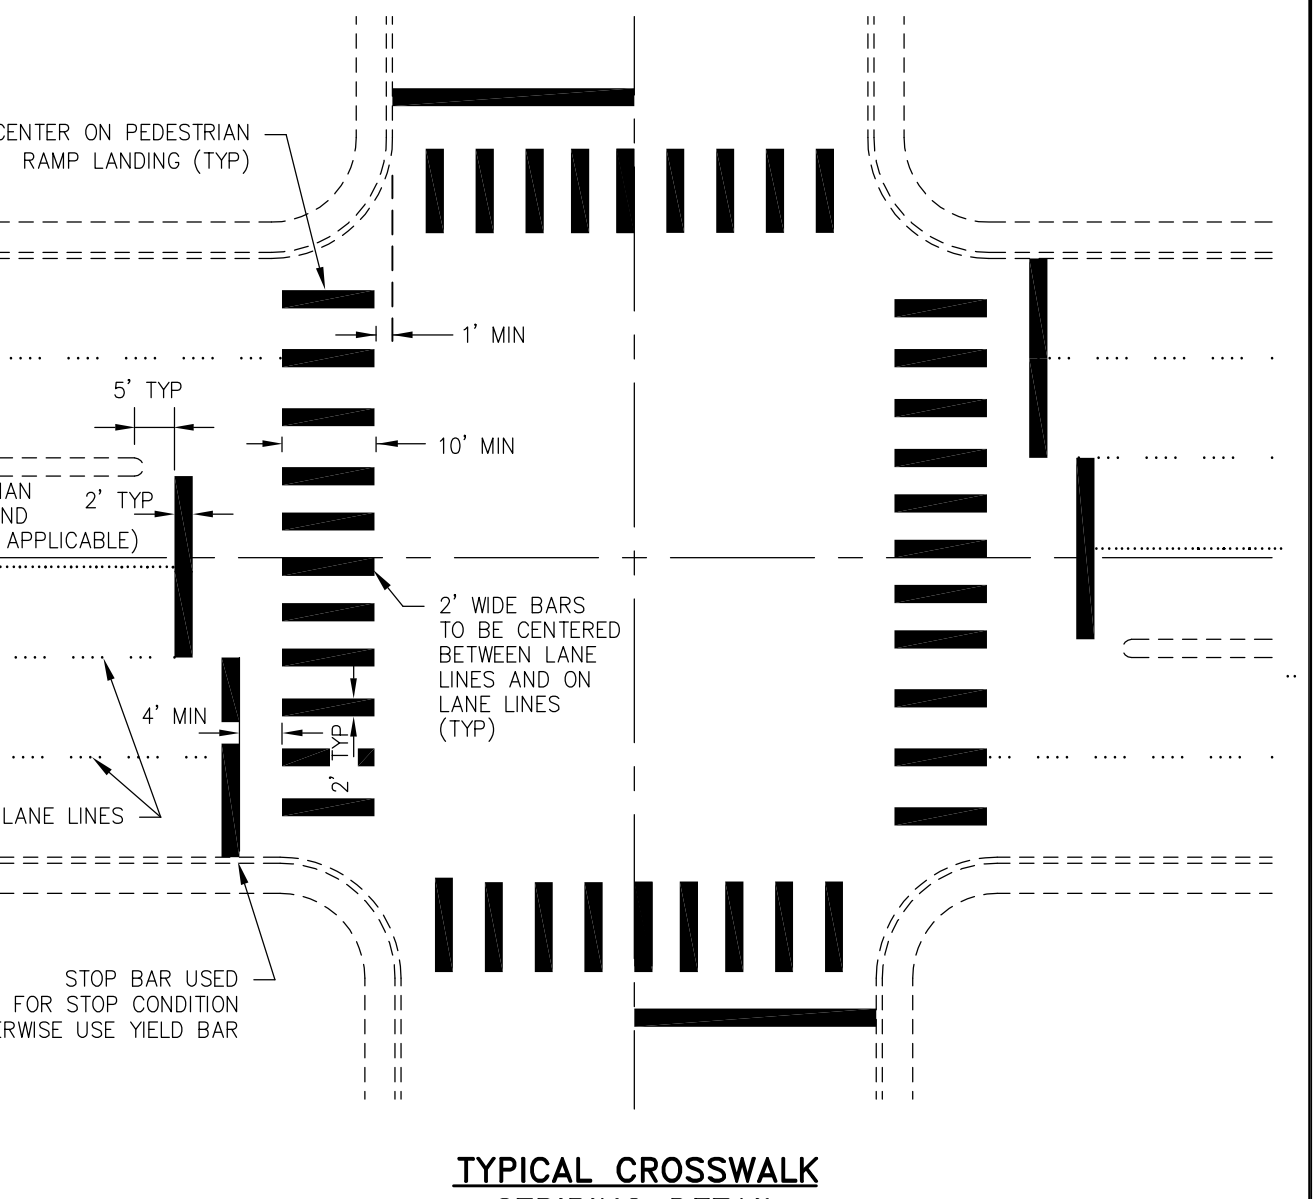 CENTER ON PEDESTRIAN
RAMP LANDING (TYP)
1' MIN
5' TYP
10' MIN
2' TYP
APPLICABLE)
2' WIDE BARS
TO BE CENTERED
BETWEEN LANE
LINES AND ON
LANE LINES
(TYP)
4' MIN
2' TYP
LANE LINES
STOP BAR USED
FOR STOP CONDITION
USE YIELD BAR
TYPICAL CROSSWALK